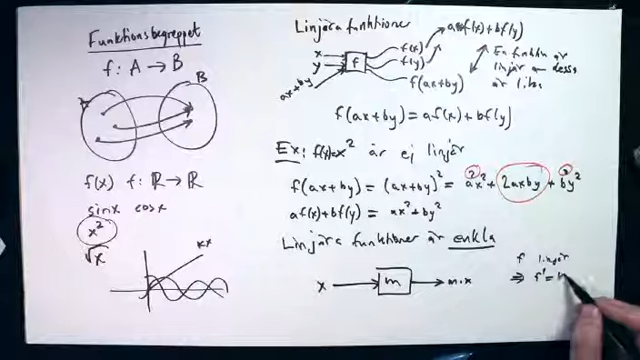 Funktionsbegreppet
f: A → B
A
B
f(x) f: ℝ → ℝ
sinx cosx
x²
√x
kx
Linjära funktioner
x
y
ax+by
f
f(x)
f(y)
f(ax+by)
af(x)+bf(y)
En funktion är
linjär om dessa
är lika
f(ax+by) = af(x)+bf(y)
Ex: f(x)=x² är ej linjär
f(ax+by) = (ax+by)² = a²x² + 2axby + b²y²
af(x)+bf(y) = ax²+by²
Linjära funktioner är enkla
x → m → m·x
f linjär
⇒ f' =